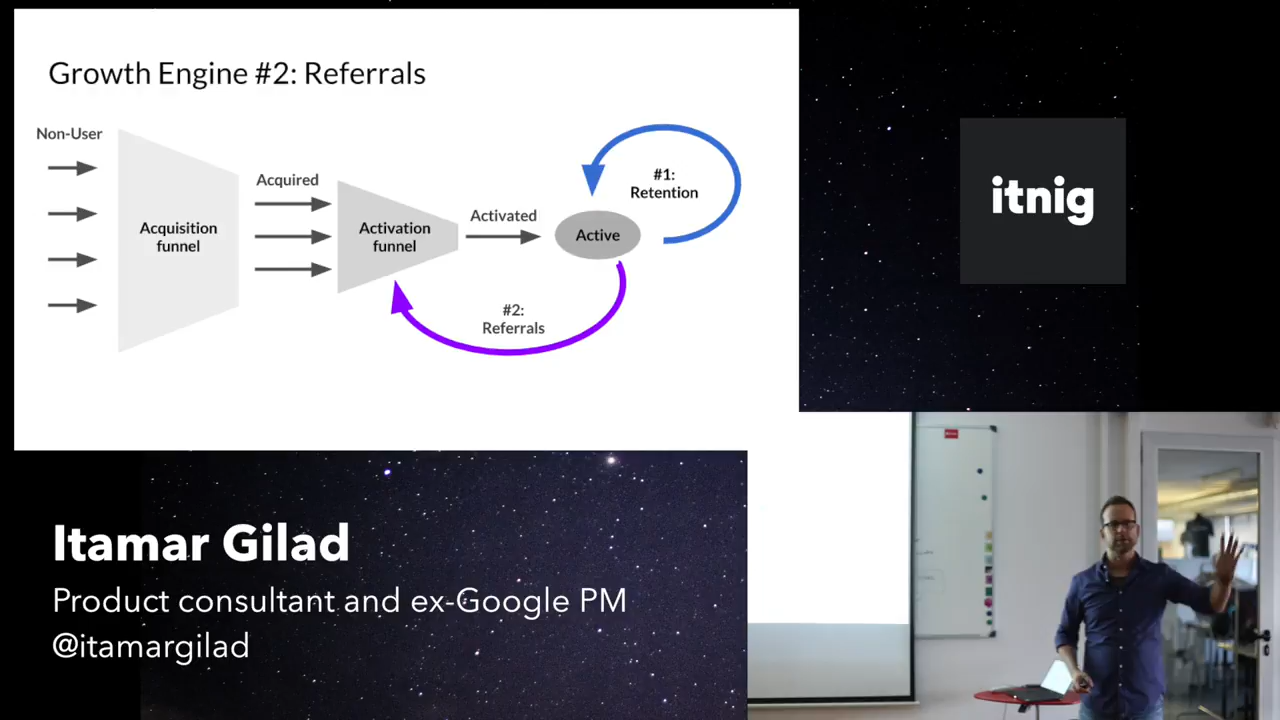 Growth Engine #2: Referrals
Non-User
Acquisition
funnel
Acquired
Activation
funnel
Activated
Active
#1:
Retention
#2:
Referrals
itnig
Itamar Gilad
Product consultant and ex-Google PM
@itamargilad